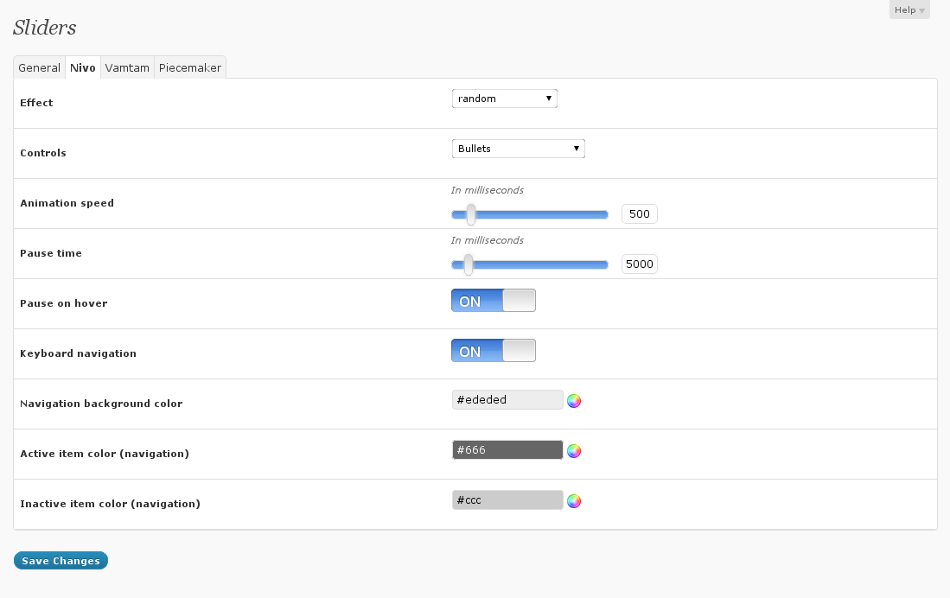 Help
Sliders
General Nivo Vamtam Piecemaker
Effect random
Controls Bullets
In milliseconds
Animation speed 500
In milliseconds
Pause time 5000
Pause on hover ON
Keyboard navigation ON
Navigation background color #ededed
Active item color (navigation) #666
Inactive item color (navigation) #ccc
Save Changes